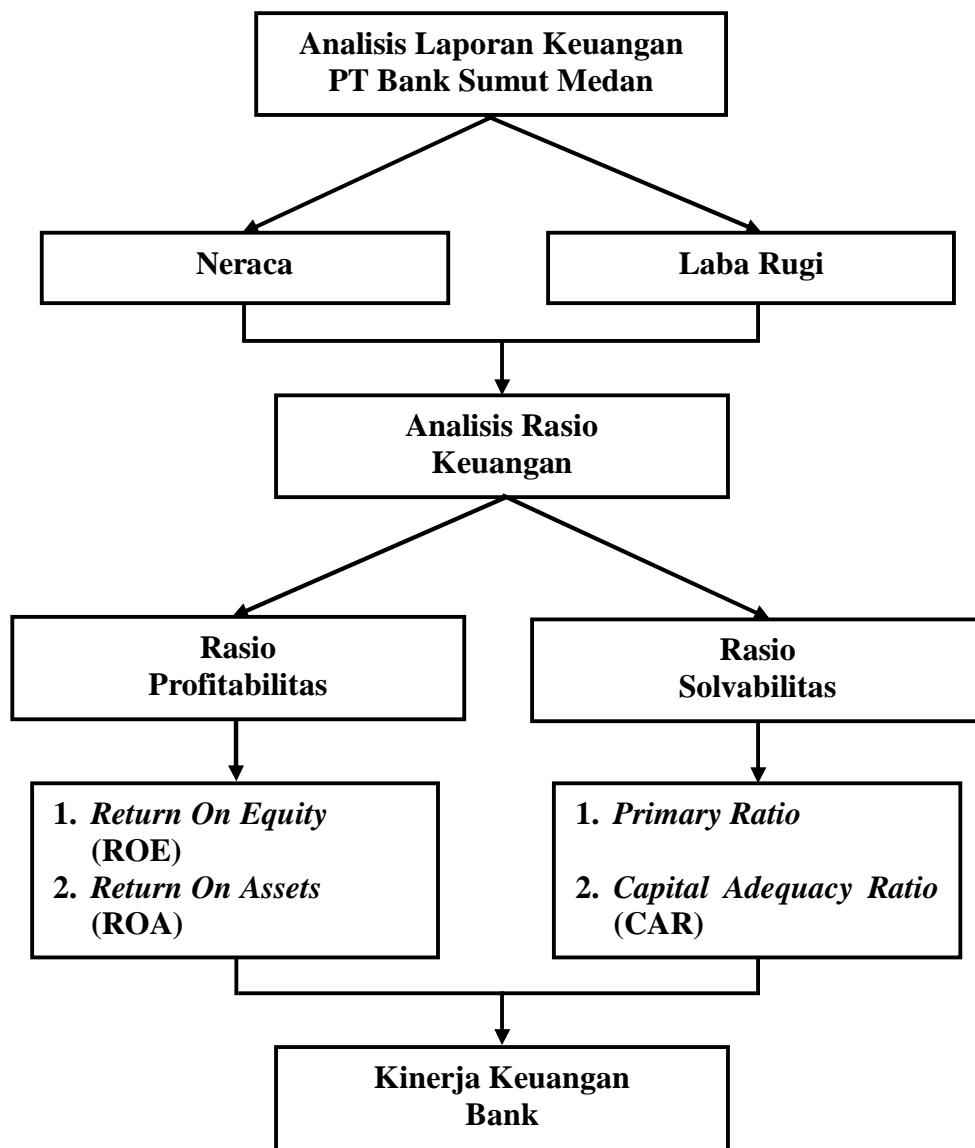 Analisis Laporan Keuangan
PT Bank Sumut Medan
Neraca
Laba Rugi
Analisis Rasio
Keuangan
Rasio
Profitabilitas
Rasio
Solvabilitas
1. Return On Equity
(ROE)
2. Return On Assets
(ROA)
1. Primary Ratio
2. Capital Adequacy Ratio
(CAR)
Kinerja Keuangan
Bank